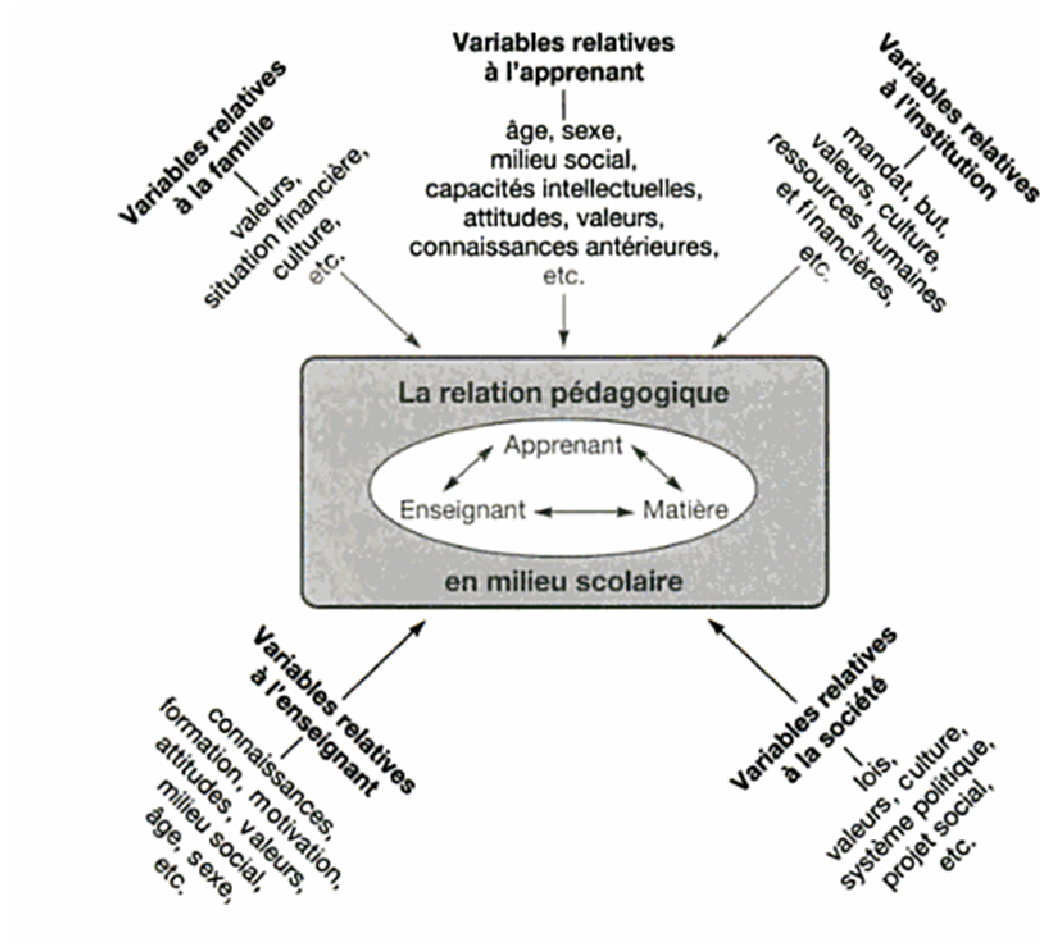 Variables relatives
à la famille
valeurs,
situation financière,
culture,
etc.
Variables relatives
à l'apprenant
âge, sexe,
milieu social,
capacités intellectuelles,
attitudes, valeurs,
connaissances antérieures,
etc.
Variables relatives
à l'institution
mandat, but,
valeurs, culture,
ressources humaines
et financières,
etc.
La relation pédagogique
Apprenant
Enseignant
Matière
en milieu scolaire
Variables relatives
à l'enseignant
connaissances,
formation, motivation,
attitudes, valeurs,
milieu social,
âge, sexe,
etc.
Variables relatives
à la société
lois,
valeurs, culture,
système politique,
projet social,
etc.